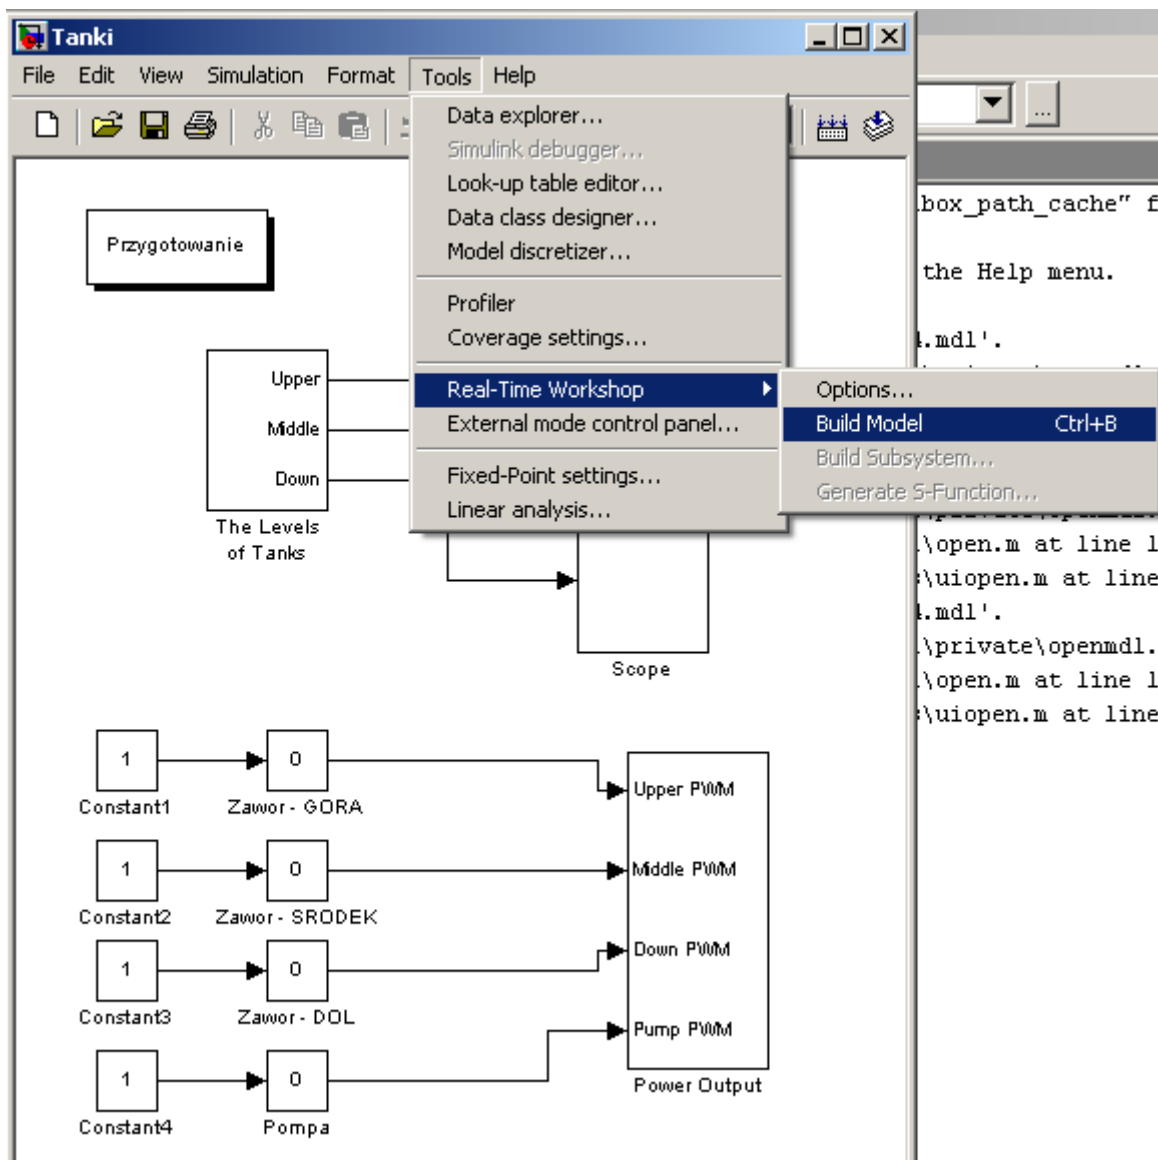 Tanki
File Edit View Simulation Format Tools Help
Data explorer...
Simulink debugger...
Look-up table editor...
Data class designer...
Model discretizer...
Profiler
Coverage settings...
Real-Time Workshop
External mode control panel...
Fixed-Point settings...
Linear analysis...
Options...
Build Model Ctrl+B
Build Subsystem...
Generate S-Function...
...
box_path_cache" f
the Help menu.
.mdl'.
\open.m at line l
\uiopen.m at line
4.mdl'.
\private\openmdl.
\open.m at line l
\uiopen.m at line
Przygotowanie
Upper
Middle
Down
The Levels
of Tanks
Scope
1
Constant1
0
Zawor - GORA
1
Constant2
0
Zawor - SRODEK
1
Constant3
0
Zawor - DOL
1
Constant4
0
Pompa
Upper PWM
Middle PWM
Down PWM
Pump PWM
Power Output